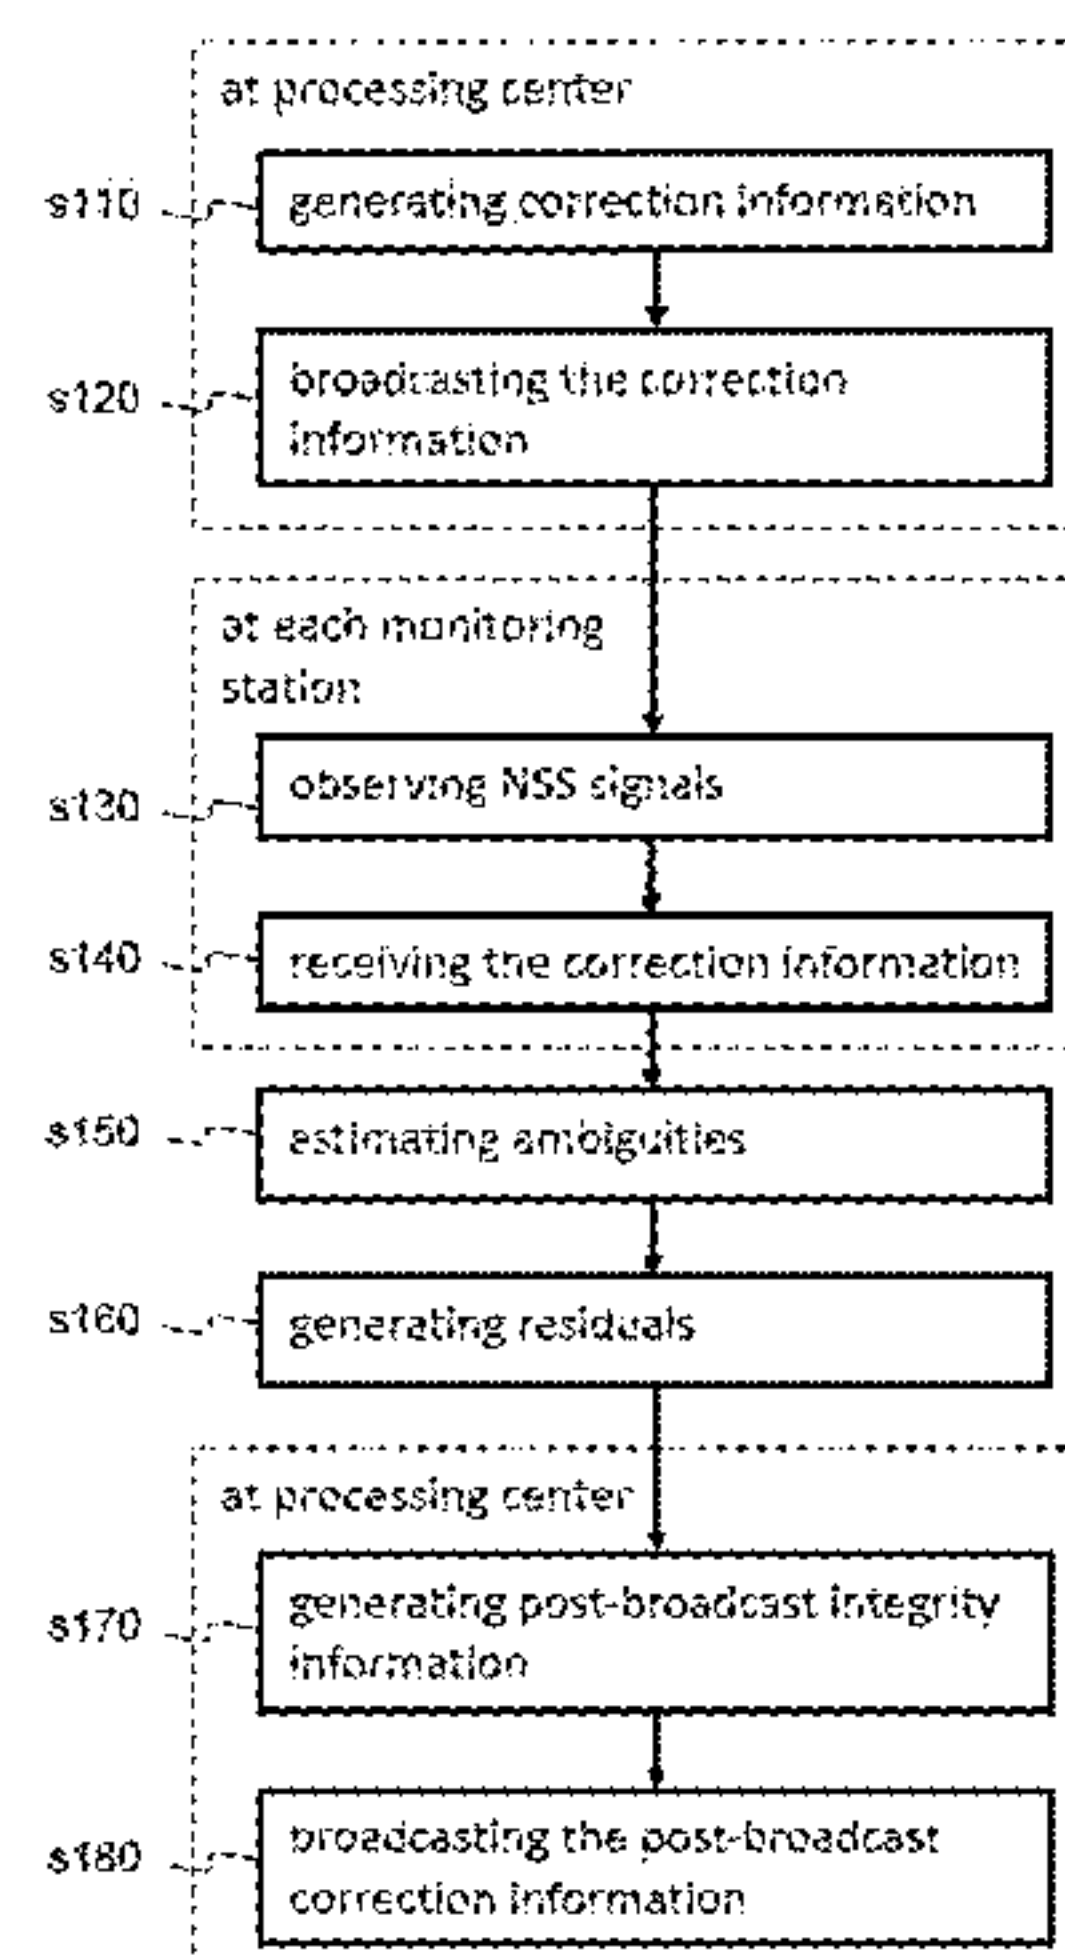 at processing center
s110
generating correction information
s120
broadcasting the correction
information
at each monitoring
station
s130
observing NSS signals
s140
receiving the correction information
s150
estimating ambiguities
s160
generating residuals
at processing center
s170
generating post-broadcast integrity
information
s180
broadcasting the post-broadcast
correction information